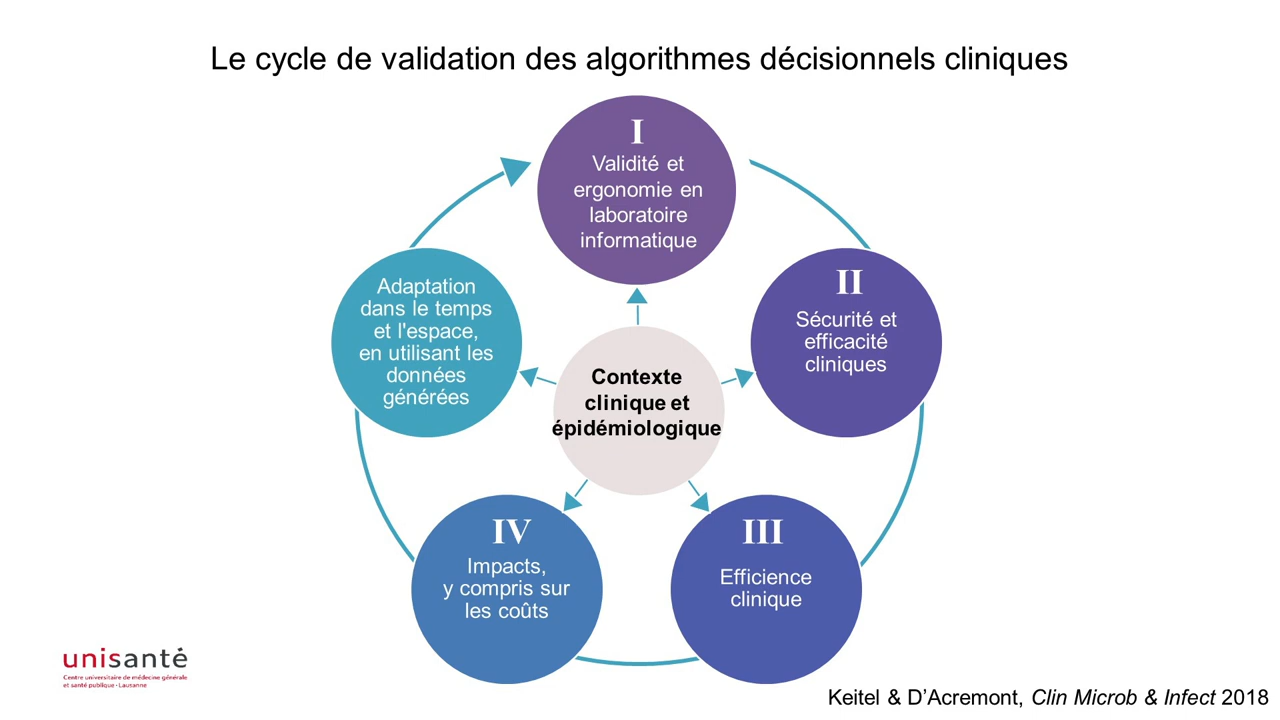 Le cycle de validation des algorithmes décisionnels cliniques
I
Validité et
ergonomie en
laboratoire
informatique
II
Sécurité et
efficacité
cliniques
III
Efficience
clinique
IV
Impacts,
y compris sur
les coûts
Adaptation
dans le temps
et l'espace,
en utilisant les
données
générées
Contexte
clinique et
épidémiologique
unisanté
Centre universitaire de médecine générale
et santé publique · Lausanne
Keitel & D’Acremont, Clin Microb & Infect 2018